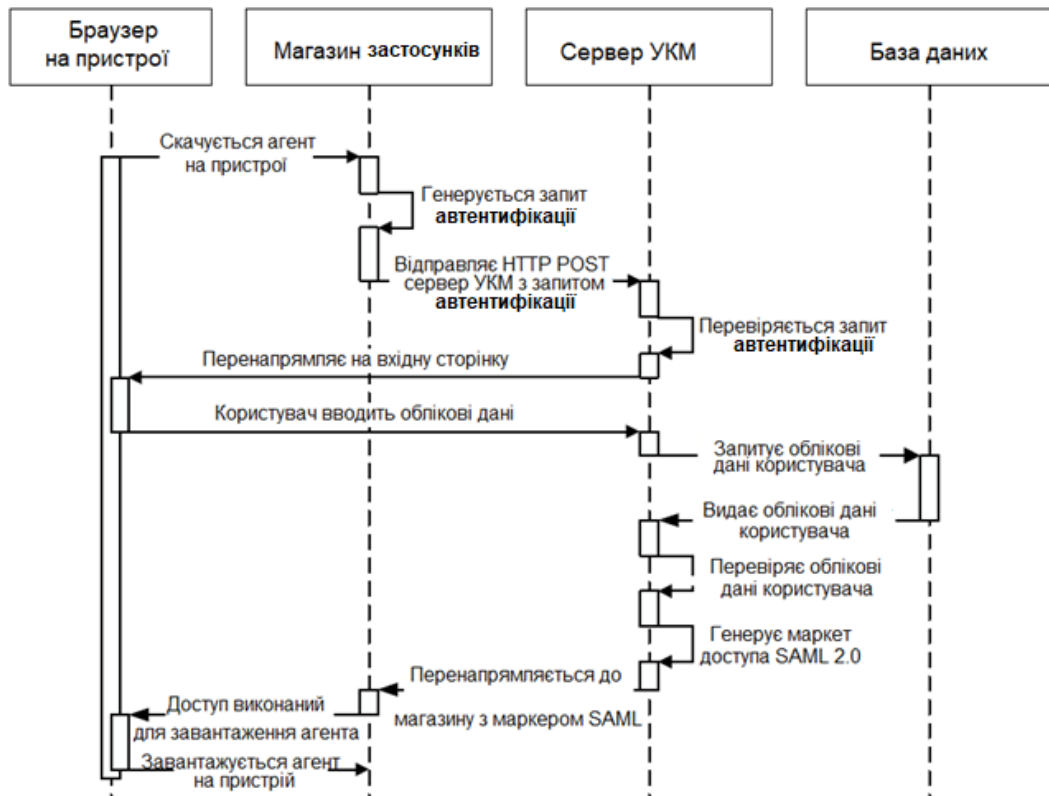 Браузер
на пристрої
Магазин застосунків
Сервер УКМ
База даних
Скачується агент
на пристрої
Генерується запит
автентифікації
Відправляє HTTP POST
сервер УКМ з запитом
автентифікації
Перевіряється запит
автентифікації
Перенапрямпяє на вхідну сторінку
Користувач вводить облікові дані
Запитує облікові
дані користувача
Видає облікові дані
користувача
Перевіряє облікові
дані користувача
Генерує маркет
доступа SAML 2.0
Перенапрямпяється до
магазину з маркером SAML
Доступ виконаний
для завантаження агента
Завантажується агент
на пристрій